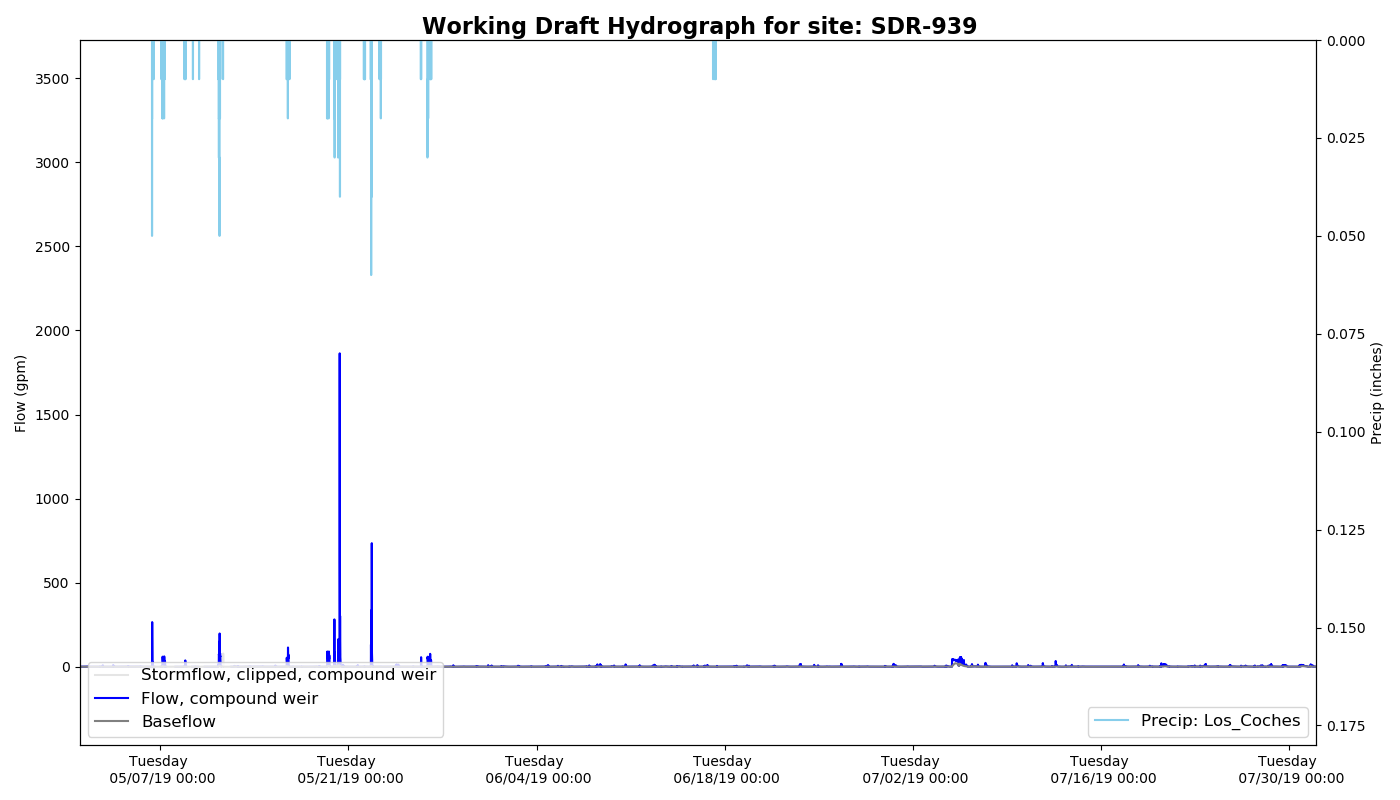 Working Draft Hydrograph for site: SDR-939
3500
3000
2500
2000
1500
1000
500
0
Flow (gpm)
0.000
0.025
0.050
0.075
0.100
0.125
0.150
0.175
Precip (inches)
Stormflow, clipped, compound weir
Flow, compound weir
Baseflow
Precip: Los_Coches
Tuesday
05/07/19 00:00
Tuesday
05/21/19 00:00
Tuesday
06/04/19 00:00
Tuesday
06/18/19 00:00
Tuesday
07/02/19 00:00
Tuesday
07/16/19 00:00
Tuesday
07/30/19 00:00